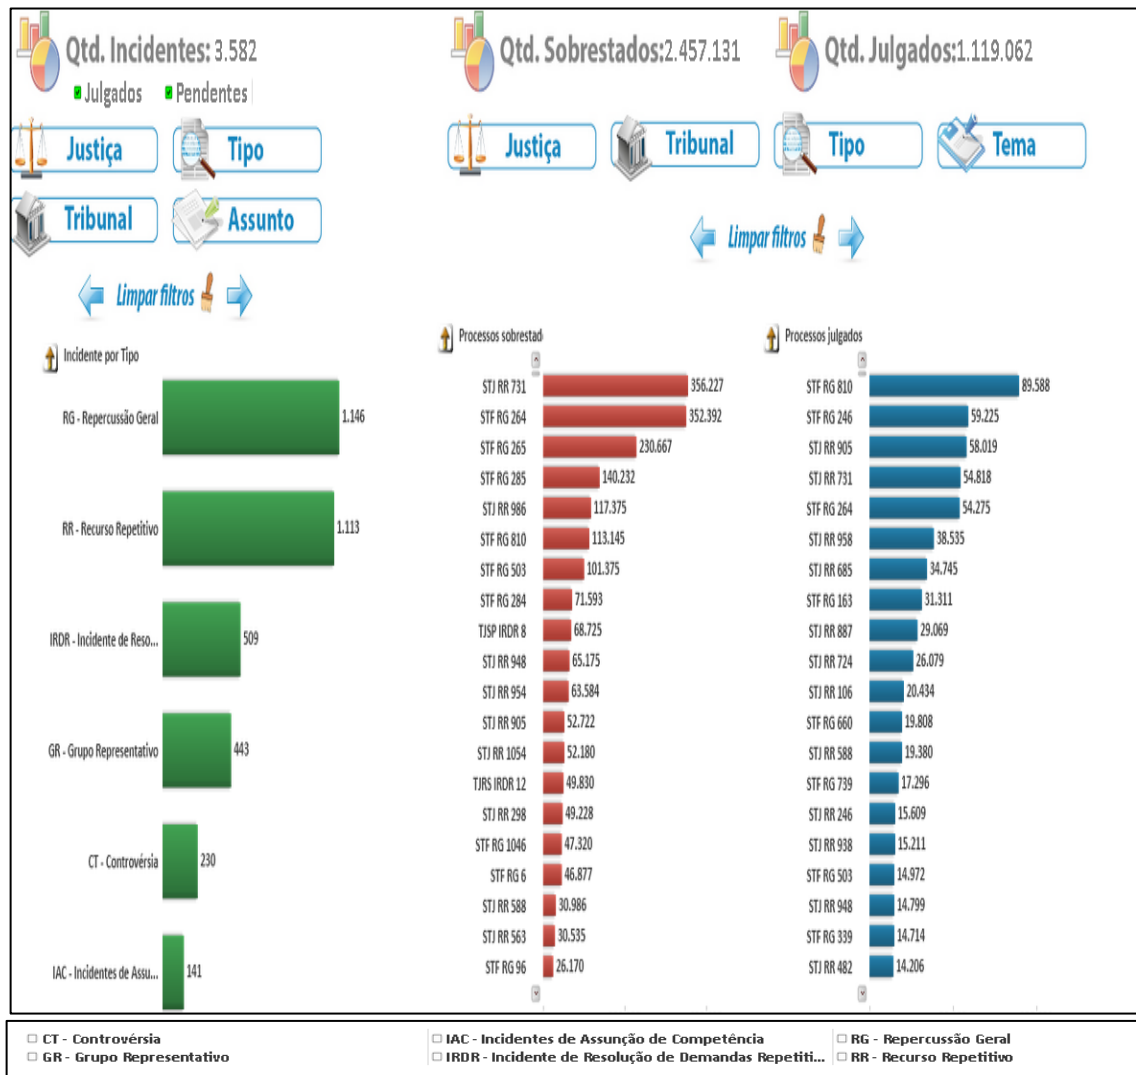 Qtd. Incidentes: 3.582
Julgados Pendentes
Justiça Tipo
Tribunal Assunto
Limpar filtros
Incidente por Tipo
RG - Repercussão Geral 1.146
RR - Recurso Repetitivo 1.113
IRDR - Incidente de Reso... 509
GR - Grupo Representativo 443
CT - Controvérsia 230
IAC - Incidentes de Assu... 141
Qtd. Sobrestados:2.457.131
Qtd. Julgados:1.119.062
Justiça Tribunal Tipo Tema
Limpar filtros
Processos sobrestad
STJ RR 731 356.227
STF RG 264 352.392
STF RG 265 230.667
STF RG 285 140.232
STJ RR 986 117.375
STF RG 810 113.145
STF RG 503 101.375
STF RG 284 71.593
TJSP IRDR 8 68.725
STJ RR 948 65.175
STJ RR 954 63.584
STJ RR 905 52.722
STJ RR 1054 52.180
TJRS IRDR 12 49.830
STJ RR 298 49.228
STF RG 1046 47.320
STF RG 6 46.877
STJ RR 588 30.986
STJ RR 563 30.535
STF RG 96 26.170
Processos julgados
STF RG 810 89.588
STF RG 246 59.225
STJ RR 905 58.019
STJ RR 731 54.818
STF RG 264 54.275
STJ RR 958 38.535
STJ RR 685 34.745
STF RG 163 31.311
STJ RR 887 29.069
STJ RR 724 26.079
STJ RR 106 20.434
STF RG 660 19.808
STJ RR 588 19.380
STF RG 739 17.296
STJ RR 246 15.609
STJ RR 938 15.211
STF RG 503 14.972
STJ RR 948 14.799
STF RG 339 14.714
STJ RR 482 14.206
CT - Controvérsia IAC - Incidentes de Assunção de Competência RG - Repercussão Geral
GR - Grupo Representativo IRDR - Incidente de Resolução de Demandas Repetiti... RR - Recurso Repetitivo